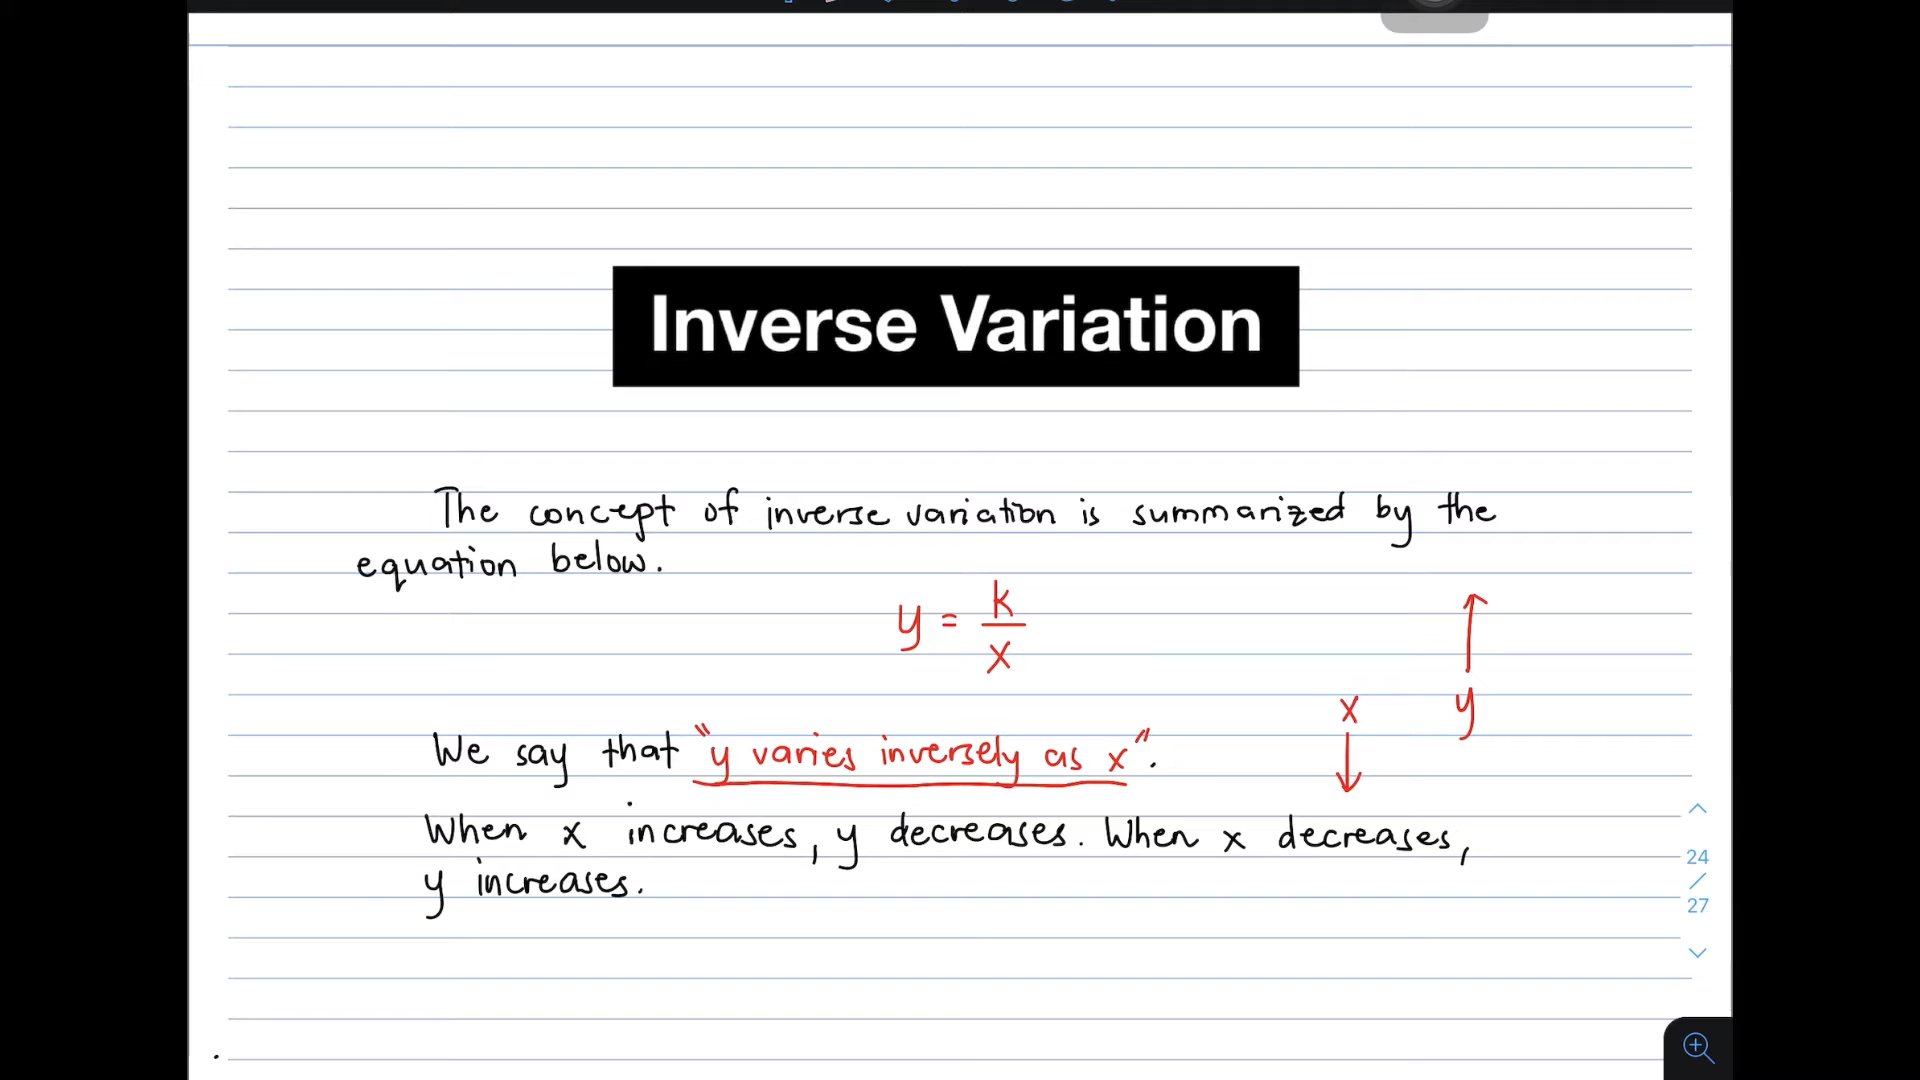 Inverse Variation
The concept of inverse variation is summarized by the
equation below.
y = k/x
x y
We say that "y varies inversely as x".
When x increases, y decreases. When x decreases,
y increases.
24
/
27